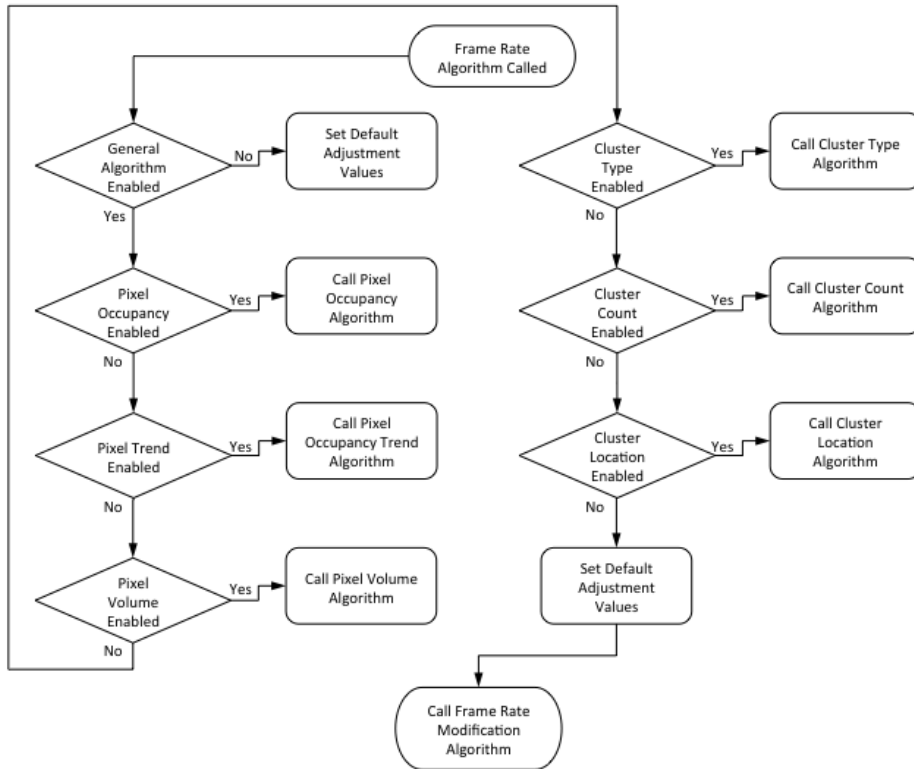 Frame Rate
Algorithm Called
General
Algorithm
Enabled
No
Set Default
Adjustment
Values
Yes
Pixel
Occupancy
Enabled
Yes
Call Pixel
Occupancy
Algorithm
No
Pixel Trend
Enabled
Yes
Call Pixel
Occupancy Trend
Algorithm
No
Pixel
Volume
Enabled
Yes
Call Pixel Volume
Algorithm
No
Cluster
Type
Enabled
Yes
Call Cluster Type
Algorithm
No
Cluster
Count
Enabled
Yes
Call Cluster Count
Algorithm
No
Cluster
Location
Enabled
Yes
Call Cluster
Location
Algorithm
No
Set Default
Adjustment
Values
Call Frame Rate
Modification
Algorithm